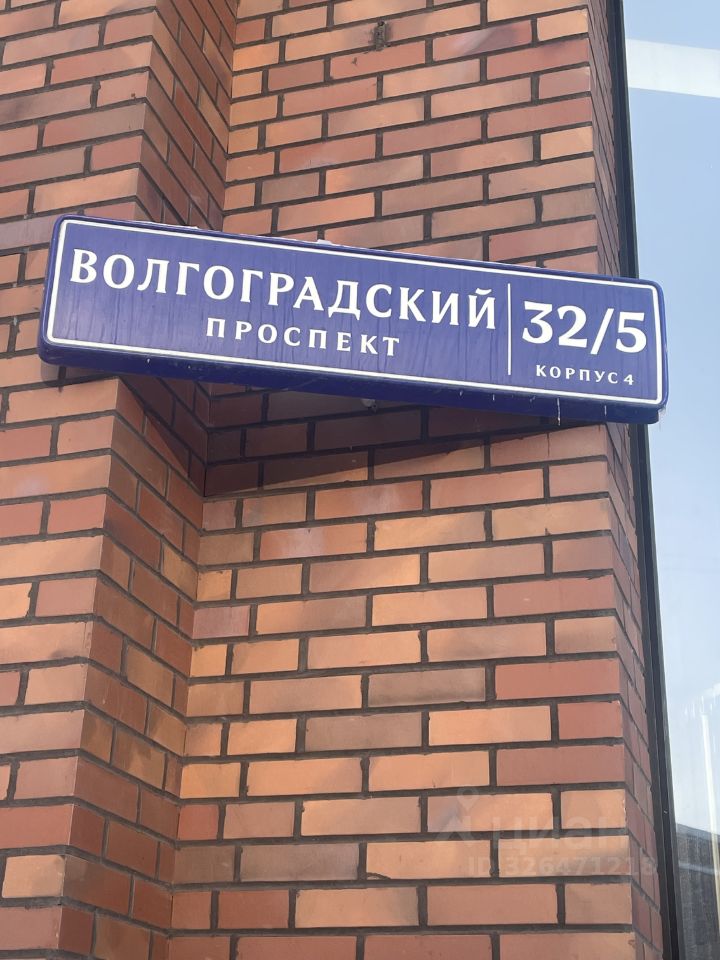 ВОЛГОГРАДСКИЙ
ПРОСПЕКТ
32/5
КОРПУС 4
циан
ID 326471218